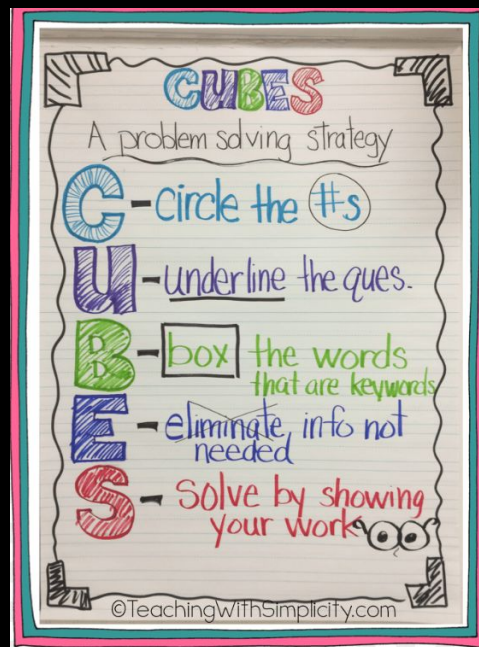 CUBES
A problem solving strategy
C - circle the #s
U - underline the ques.
B - box the words
that are keywords
E - eliminate info not
needed
S - Solve by showing
your work
©TeachingWithSimplicity.com